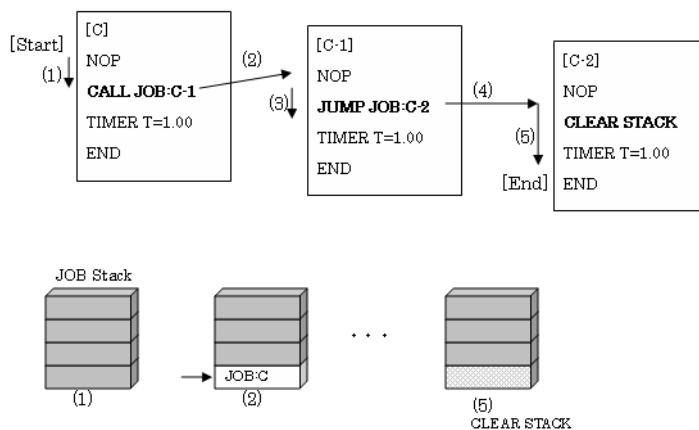 [Start]
(1)
[C]
NOP
CALL JOB:C-1
TIMER T=1.00
END
(2)
[C-1]
NOP
(3)
JUMP JOB:C-2
TIMER T=1.00
END
(4)
[C-2]
NOP
CLEAR STACK
(5)
TIMER T=1.00
[End]
END
JOB Stack
(1)
JOB:C
(2)
. . .
(5)
CLEAR STACK